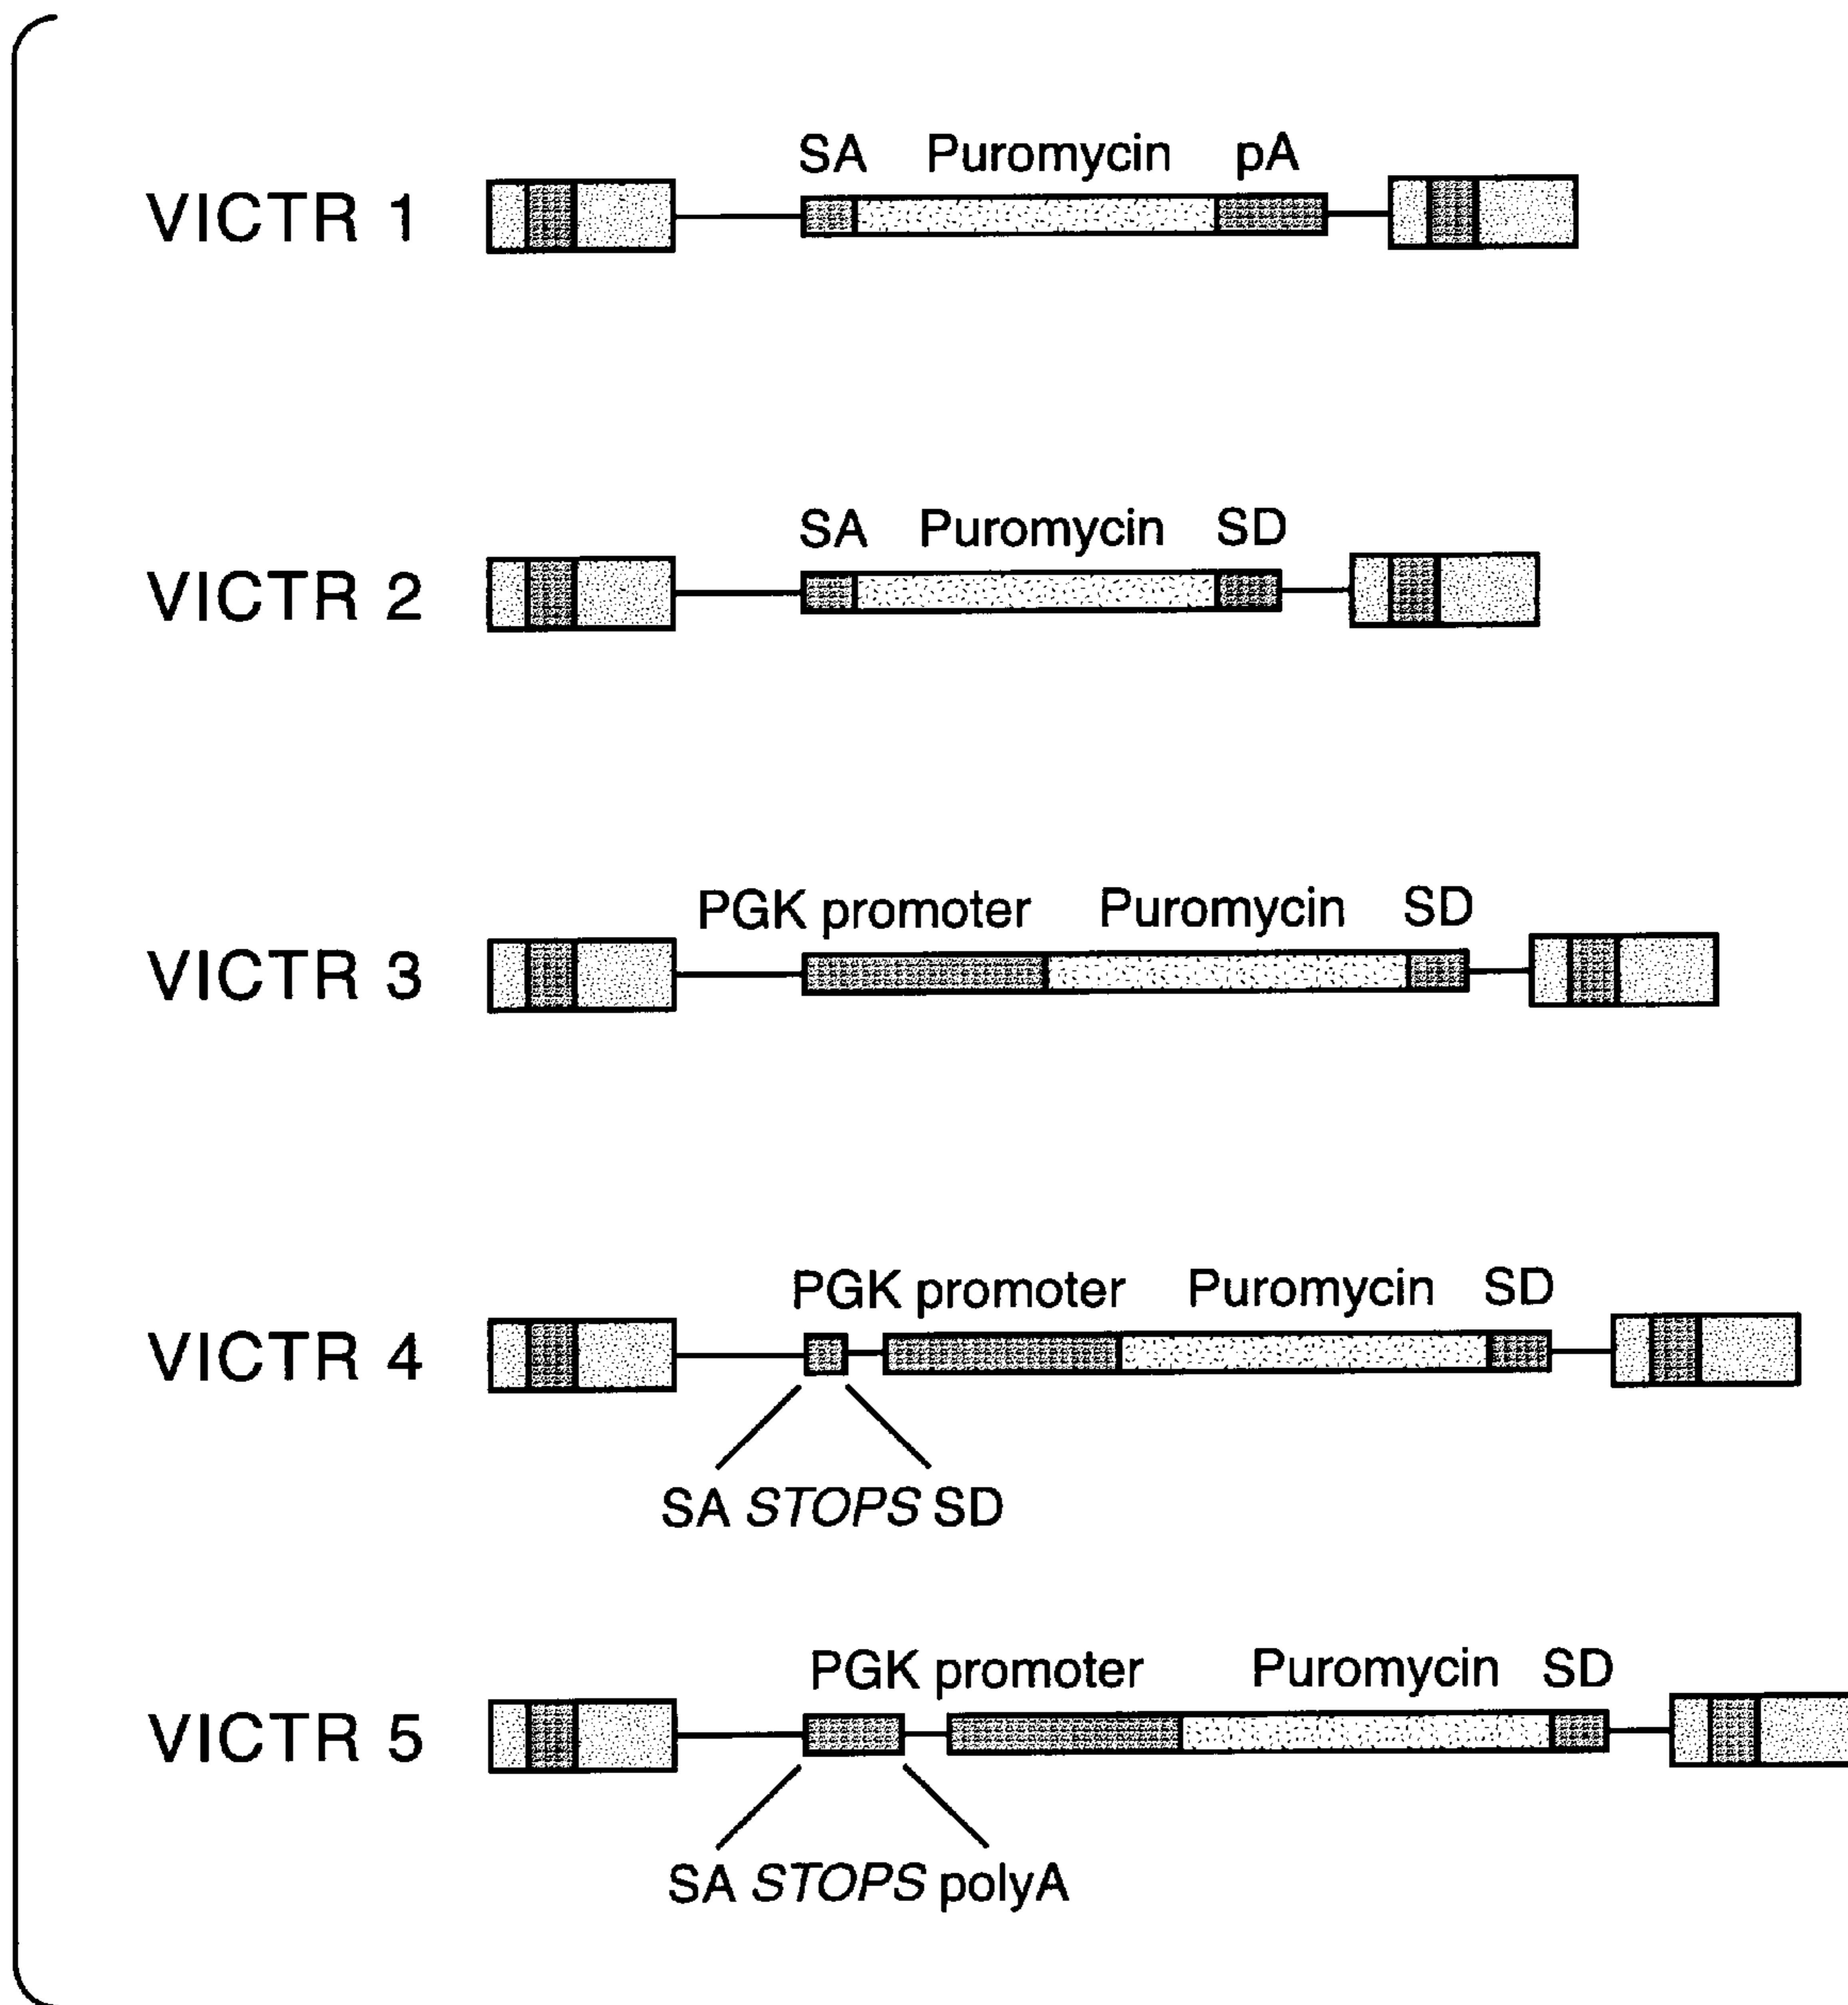 SA Puromycin pA
VICTR 1
SA Puromycin SD
VICTR 2
PGK promoter Puromycin SD
VICTR 3
PGK promoter Puromycin SD
VICTR 4
SA STOPS SD
PGK promoter Puromycin SD
VICTR 5
SA STOPS polyA